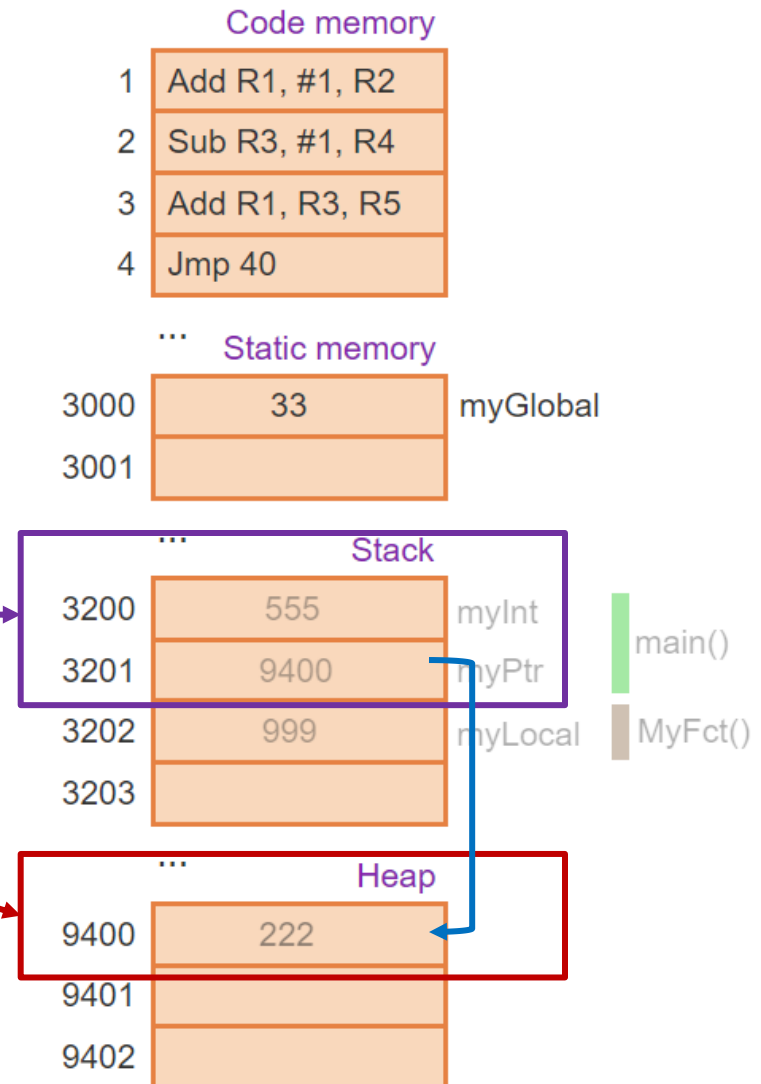 Code memory
1 Add R1, #1, R2
2 Sub R3, #1, R4
3 Add R1, R3, R5
4 Jmp 40
...
Static memory
3000 33 myGlobal
3001
...
Stack
3200 555 myInt
main()
3201 9400 myPtr
3202 999 myLocal MyFct()
3203
...
Heap
9400 222
9401
9402